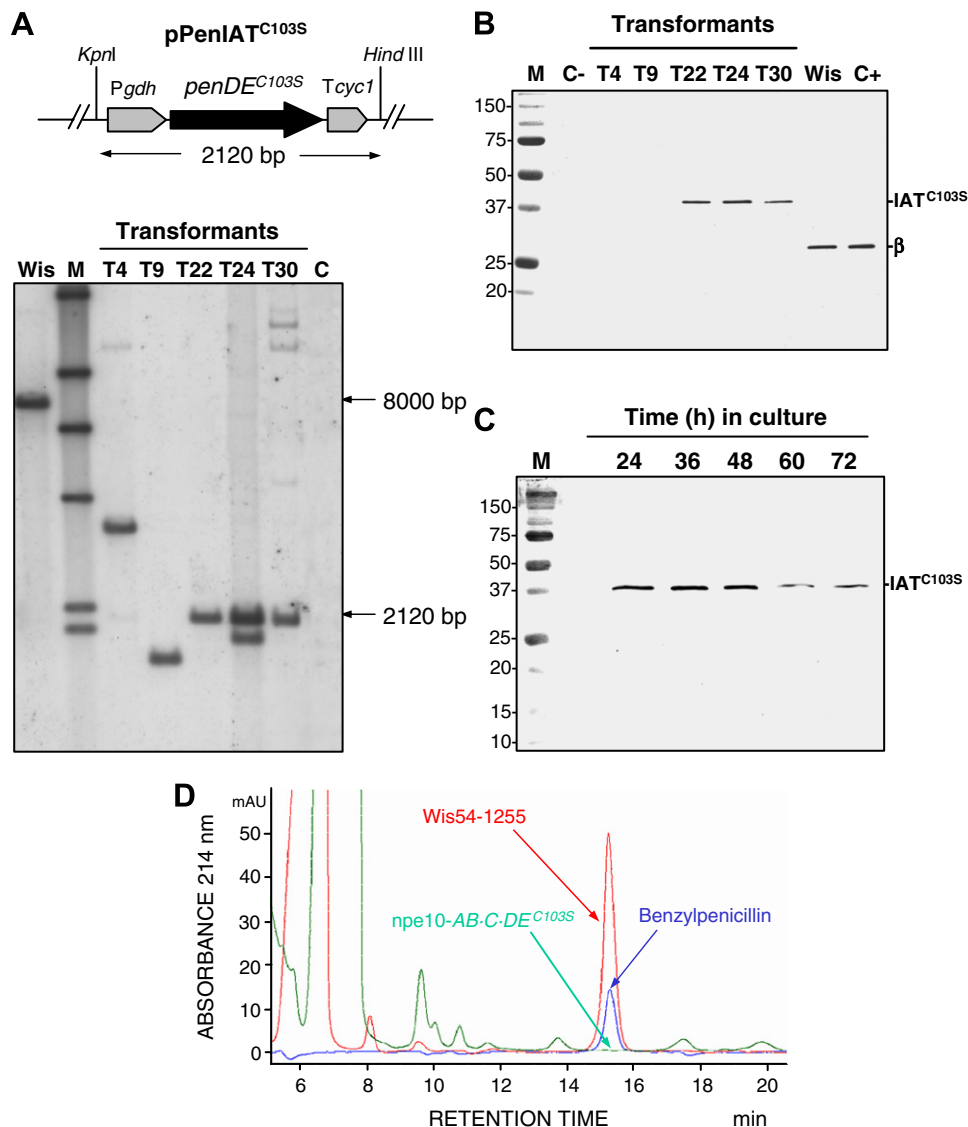 A
pPenIAT^C103S
KpnI
Hind III
Pgdh
penDE^C103S
Tcyc1
2120 bp
Transformants
Wis M T4 T9 T22 T24 T30 C
8000 bp
2120 bp
B
Transformants
M C- T4 T9 T22 T24 T30 Wis C+
150-
75-
50-
37-
25-
20-
-IAT^C103S
-β
C
Time (h) in culture
M 24 36 48 60 72
150-
75-
50-
37-
25-
20-
15-
10-
-IAT^C103S
D
mAU
ABSORBANCE 214 nm
50
40
30
20
10
0
Wis54-1255
npe10-AB·C·DE^C103S
Benzylpenicillin
6 8 10 12 14 16 18 20
RETENTION TIME min